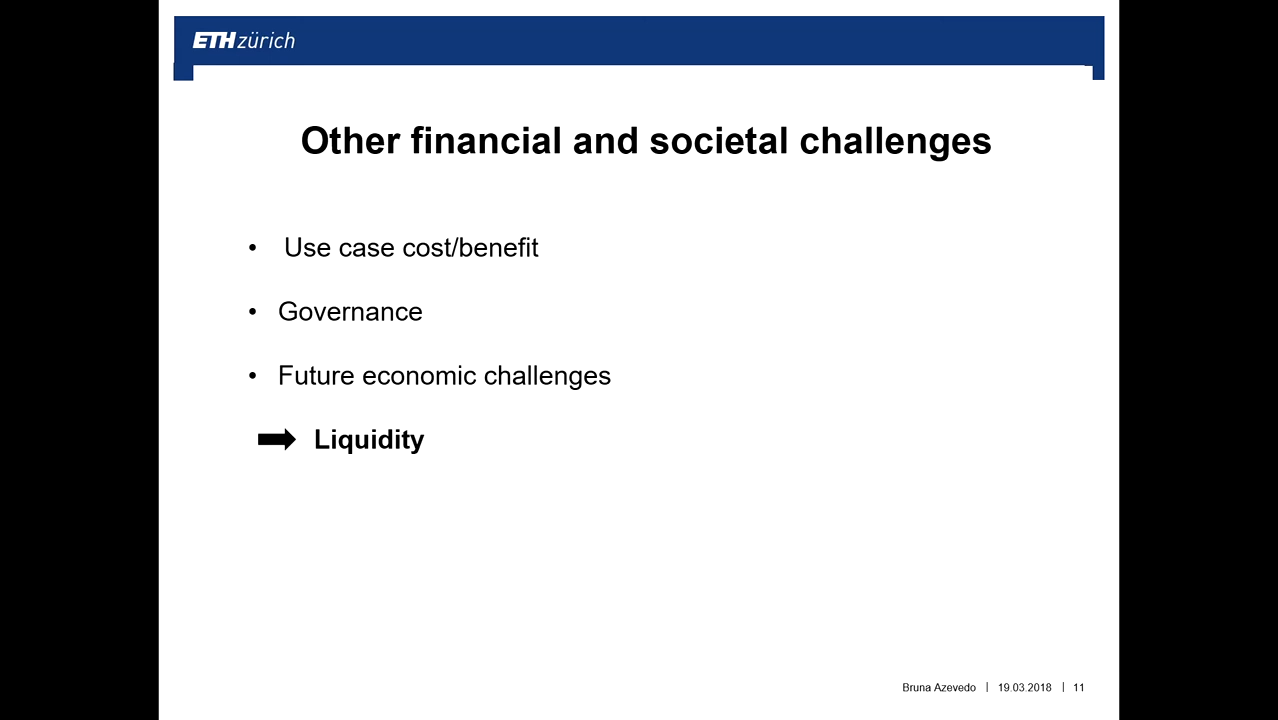 ETH zürich
Other financial and societal challenges
• Use case cost/benefit
• Governance
• Future economic challenges
Liquidity
Bruna Azevedo | 19.03.2018 | 11